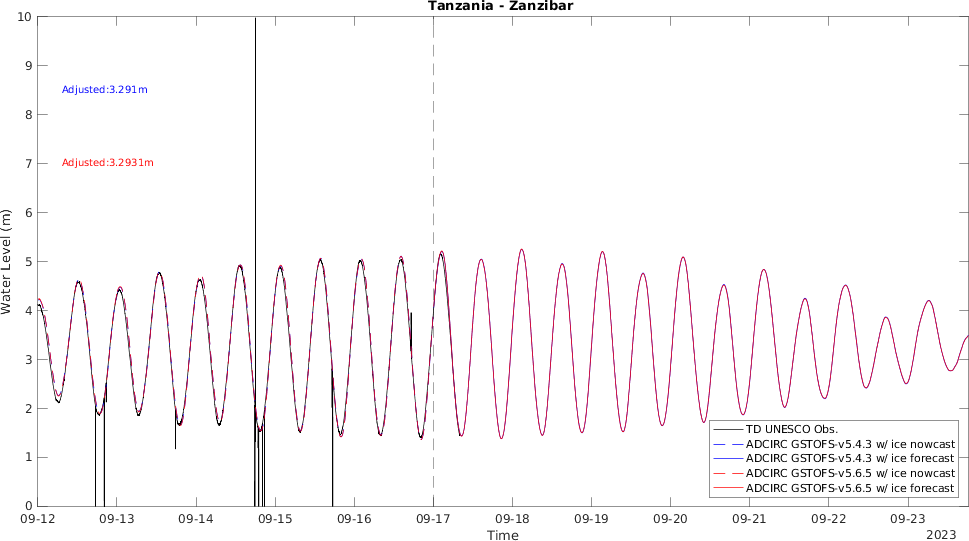 Tanzania - Zanzibar
10
9
8
7
6
5
4
3
2
1
0
Water Level (m)
Adjusted:3.291m
Adjusted:3.2931m
TD UNESCO Obs.
ADCIRC GSTOFS-v5.4.3 w/ ice nowcast
ADCIRC GSTOFS-v5.4.3 w/ ice forecast
ADCIRC GSTOFS-v5.6.5 w/ ice nowcast
ADCIRC GSTOFS-v5.6.5 w/ ice forecast
09-12 09-13 09-14 09-15 09-16 09-17 09-18 09-19 09-20 09-21 09-22 09-23
Time
2023